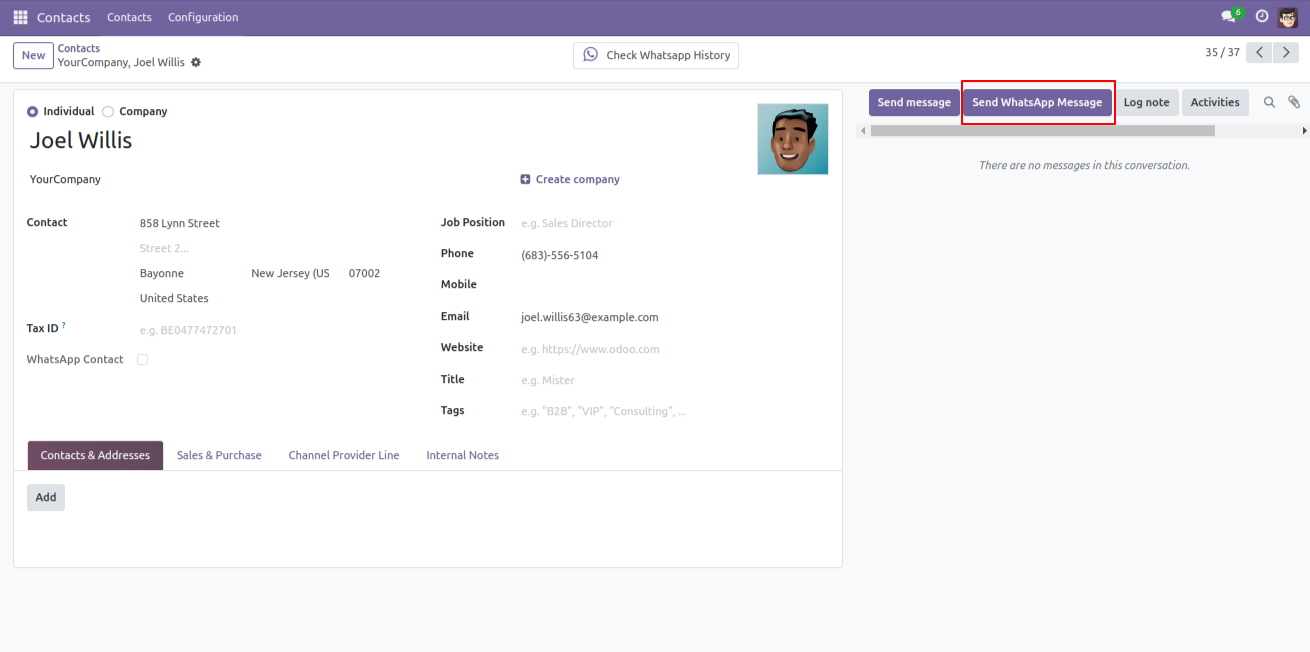 Contacts Contacts Configuration 6
New Contacts
YourCompany, Joel Willis
Check Whatsapp History
35 / 37
Individual Company
Joel Willis
YourCompany
Create company
Contact 858 Lynn Street
Street 2...
Bayonne New Jersey (US 07002
United States
Tax ID ? e.g. BE0477472701
WhatsApp Contact
Job Position e.g. Sales Director
Phone (683)-556-5104
Mobile
Email joel.willis63@example.com
Website e.g. https://www.odoo.com
Title e.g. Mister
Tags e.g. "B2B", "VIP", "Consulting", ...
Contacts & Addresses Sales & Purchase Channel Provider Line Internal Notes
Add
Send message Send WhatsApp Message Log note Activities
There are no messages in this conversation.